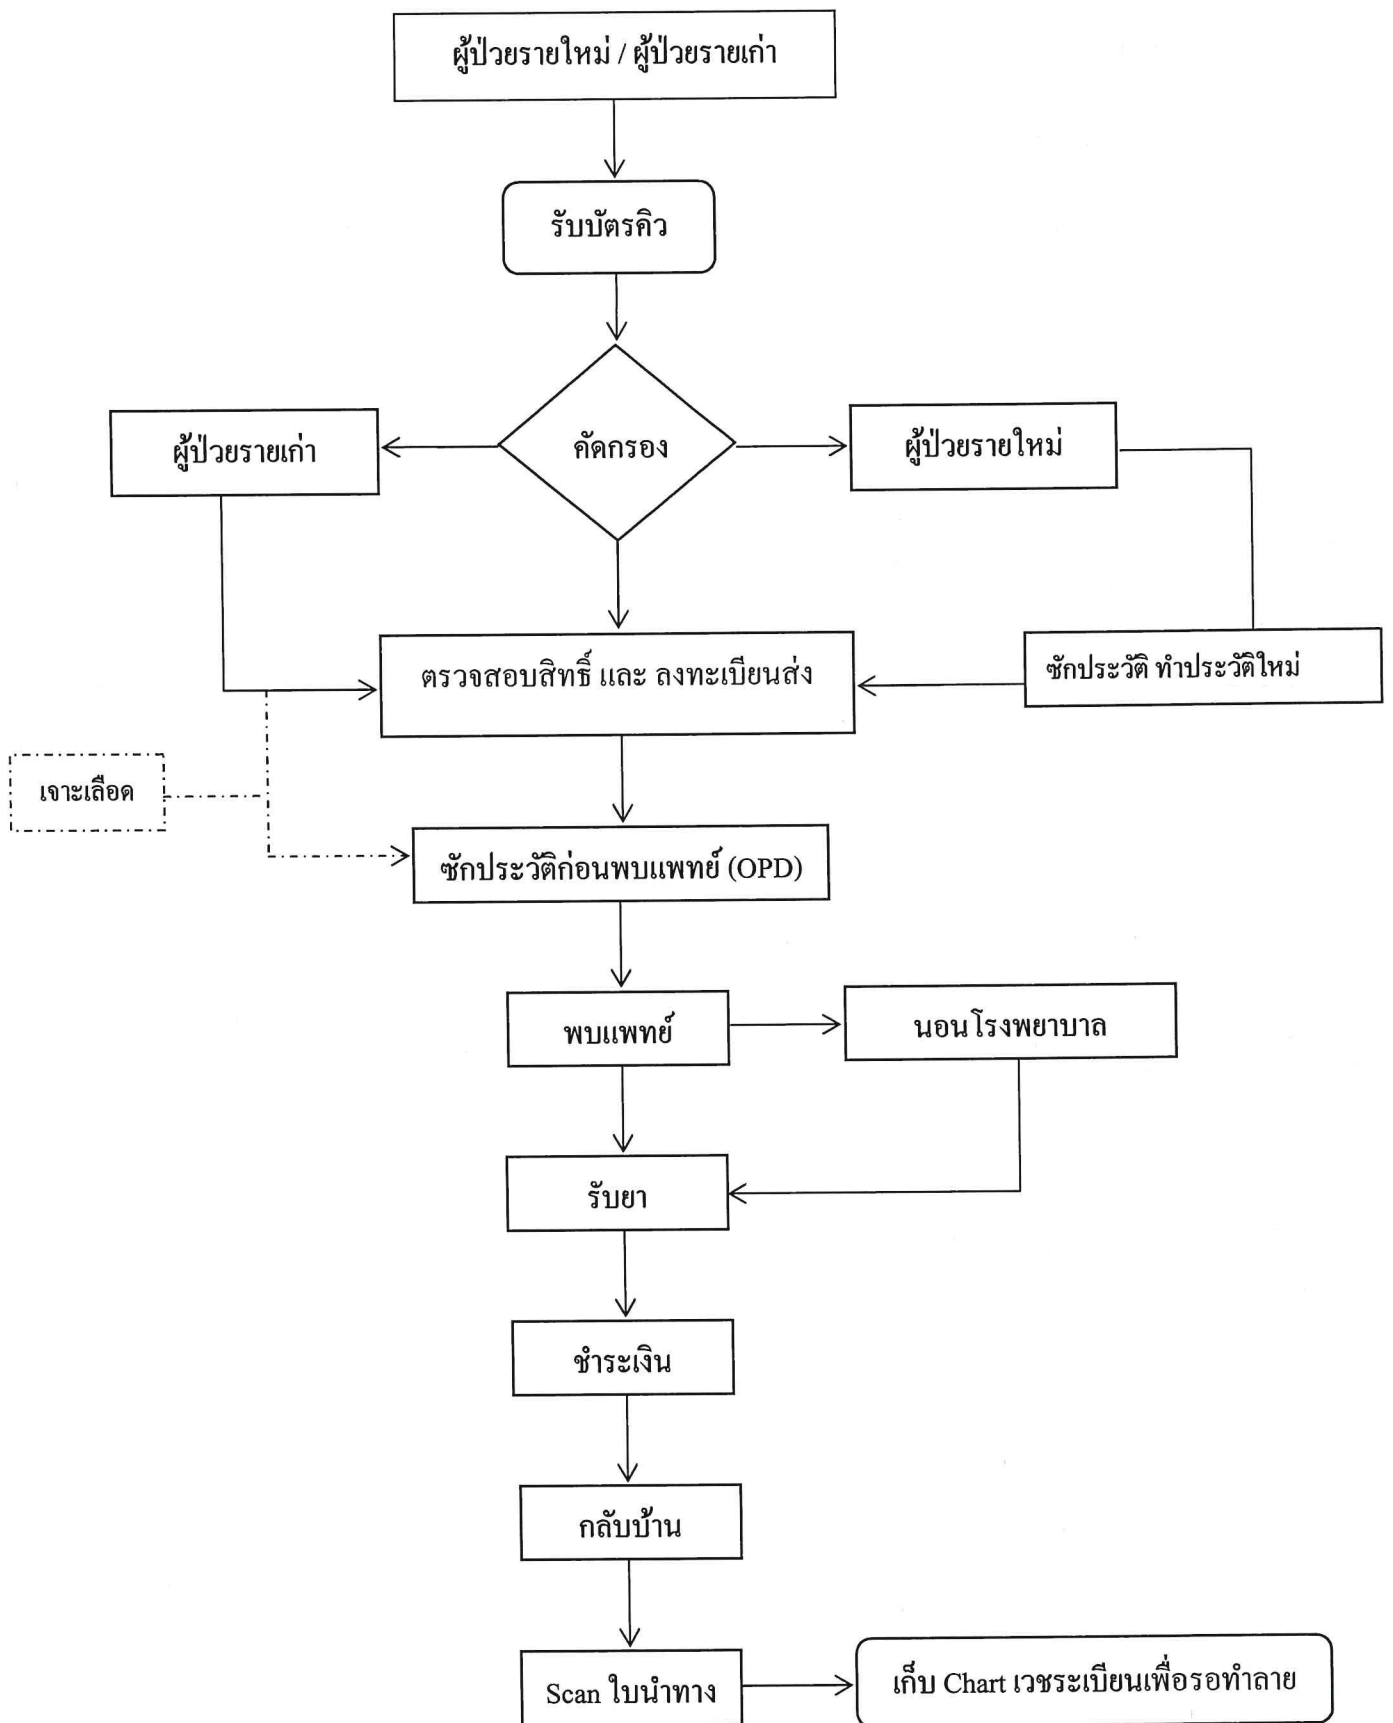 ผู้ป่วยรายใหม่ / ผู้ป่วยรายเก่า
รับบัตรคิว
ผู้ป่วยรายเก่า
คัดกรอง
ผู้ป่วยรายใหม่
ตรวจสอบสิทธิ์ และ ลงทะเบียนส่ง
ซักประวัติ ทำประวัติใหม่
เจาะเลือด
ซักประวัติก่อนพบแพทย์ (OPD)
พบแพทย์
นอนโรงพยาบาล
รับยา
ชำระเงิน
กลับบ้าน
Scan ใบนำทาง
เก็บ Chart เวชระเบียนเพื่อรอทำลาย